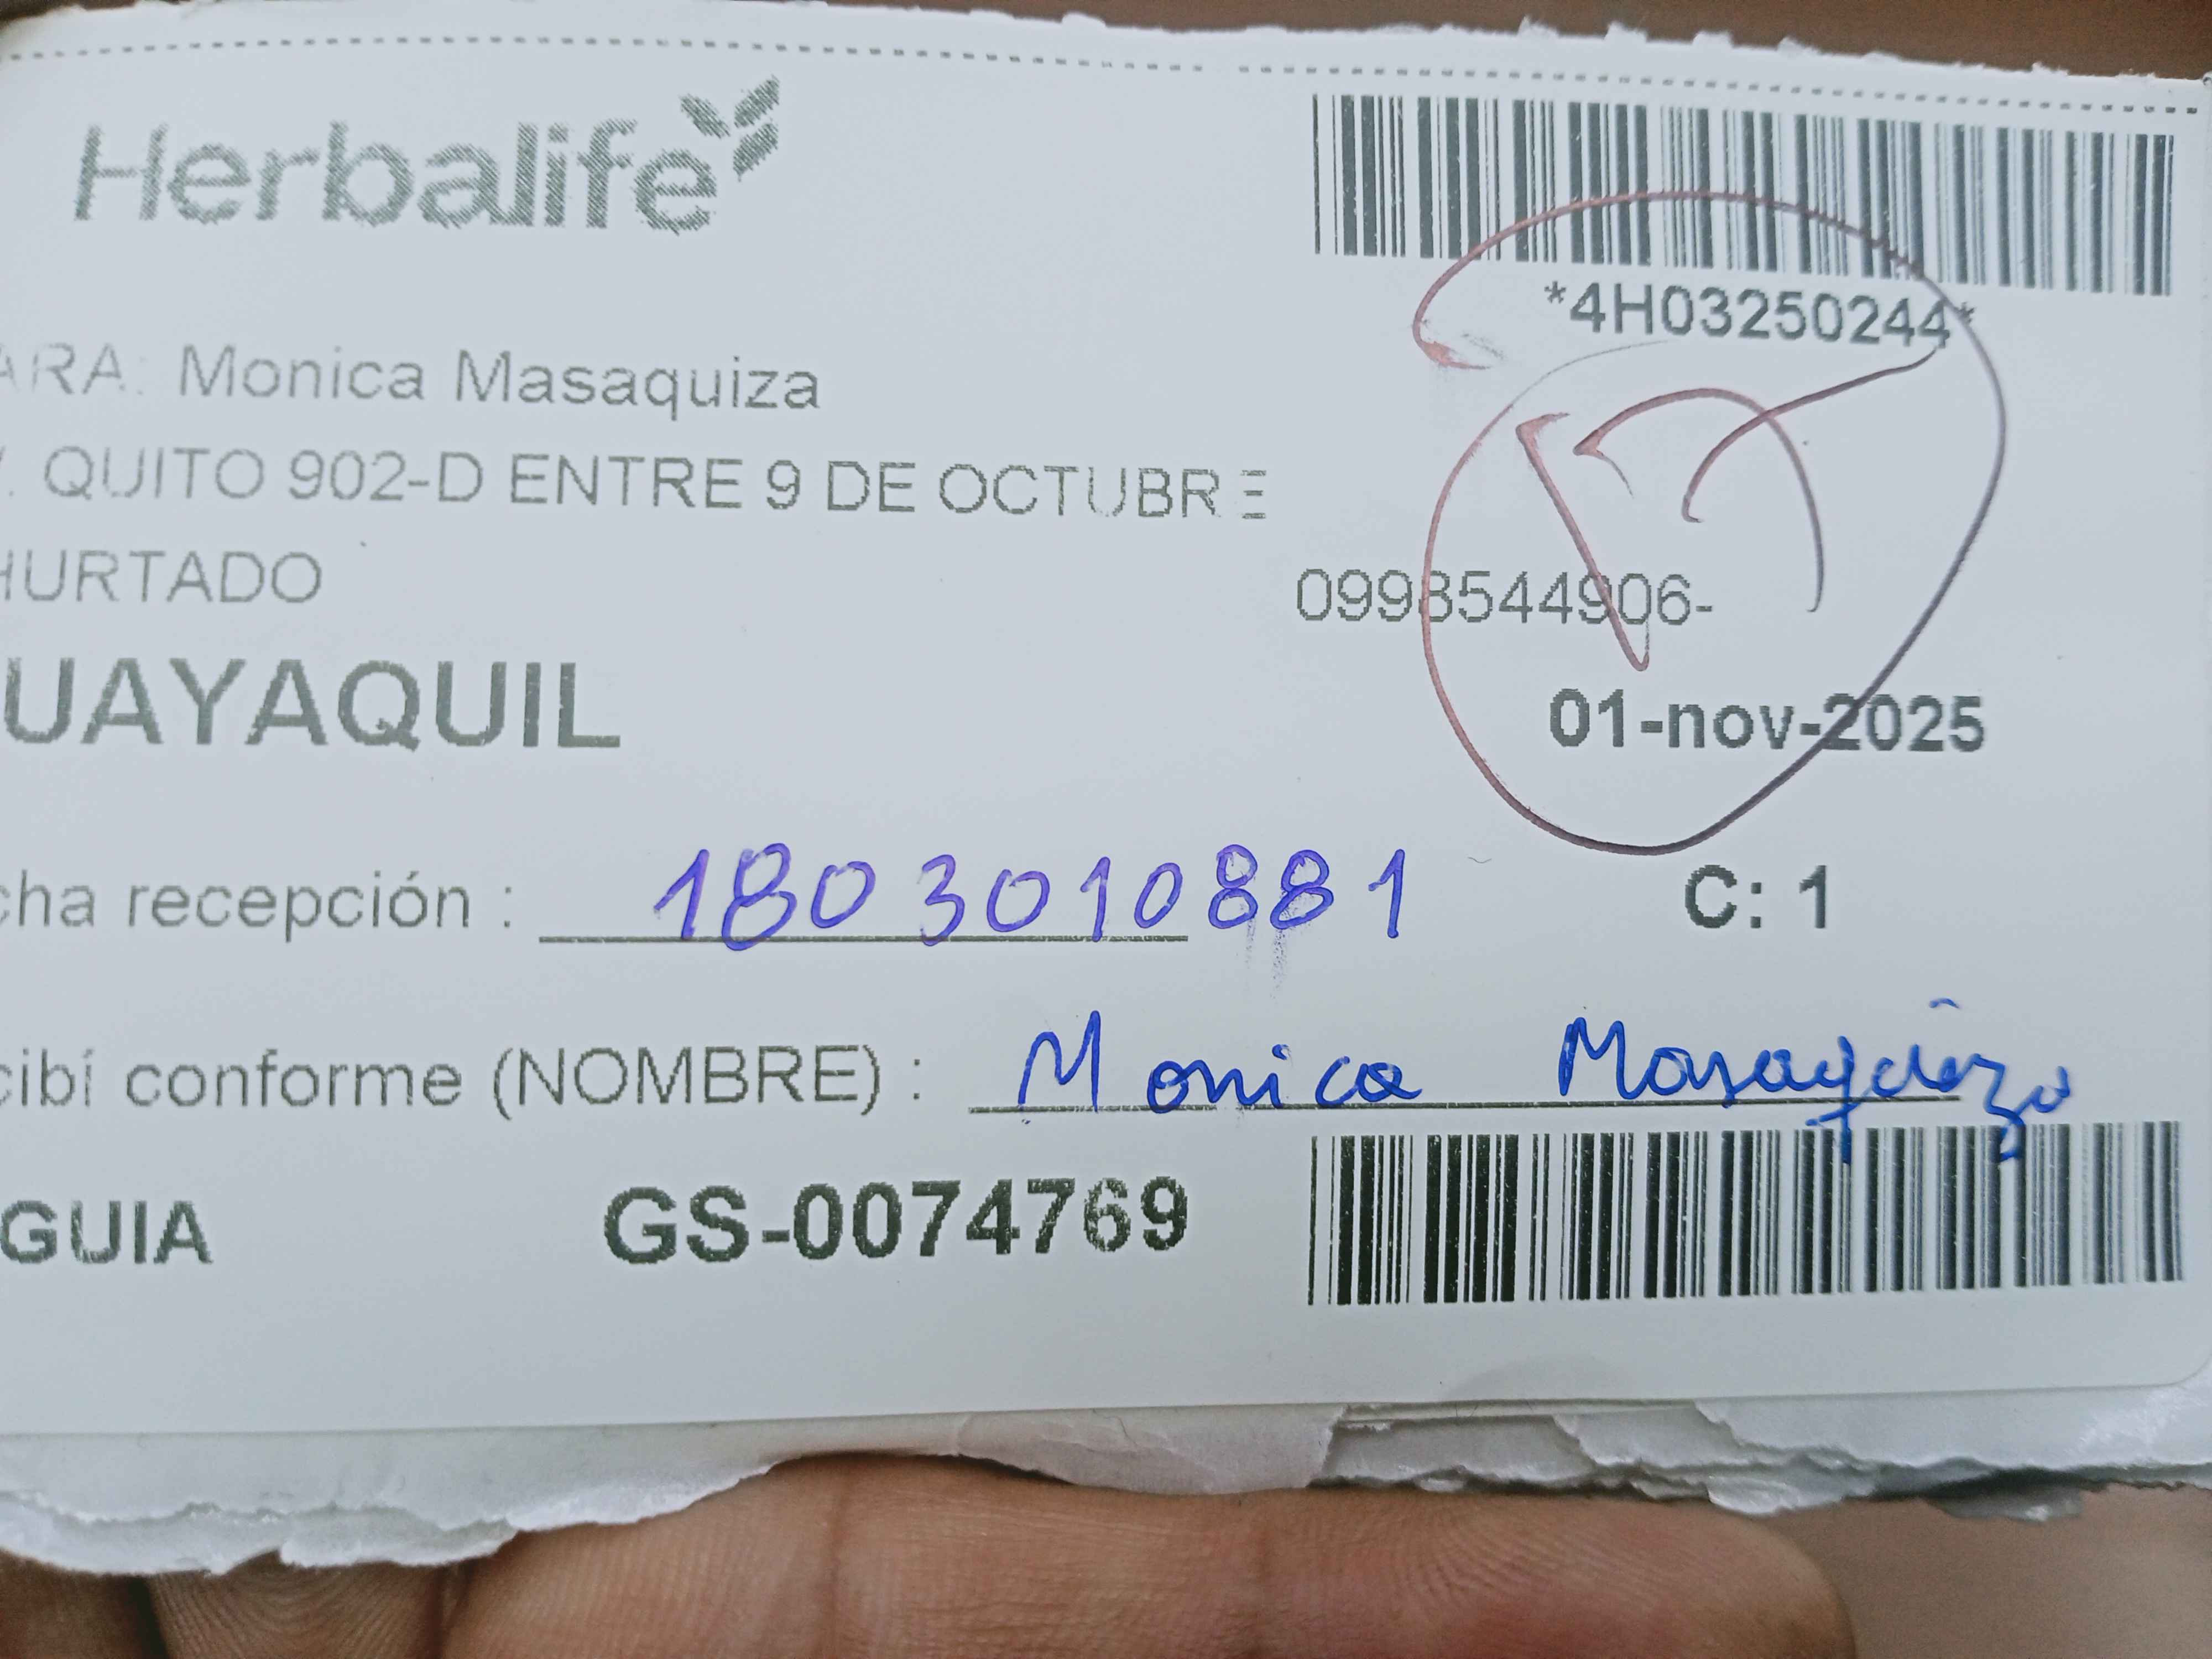 Herbalife
*4H03250244*
ARA: Monica Masaquiza
. QUITO 902-D ENTRE 9 DE OCTUBRE
HURTADO
0998544906-
UAYAQUIL
01-nov-2025
cha recepción : 1803010881
C: 1
cibí conforme (NOMBRE) : Monica Masaquiza
GUIA GS-0074769